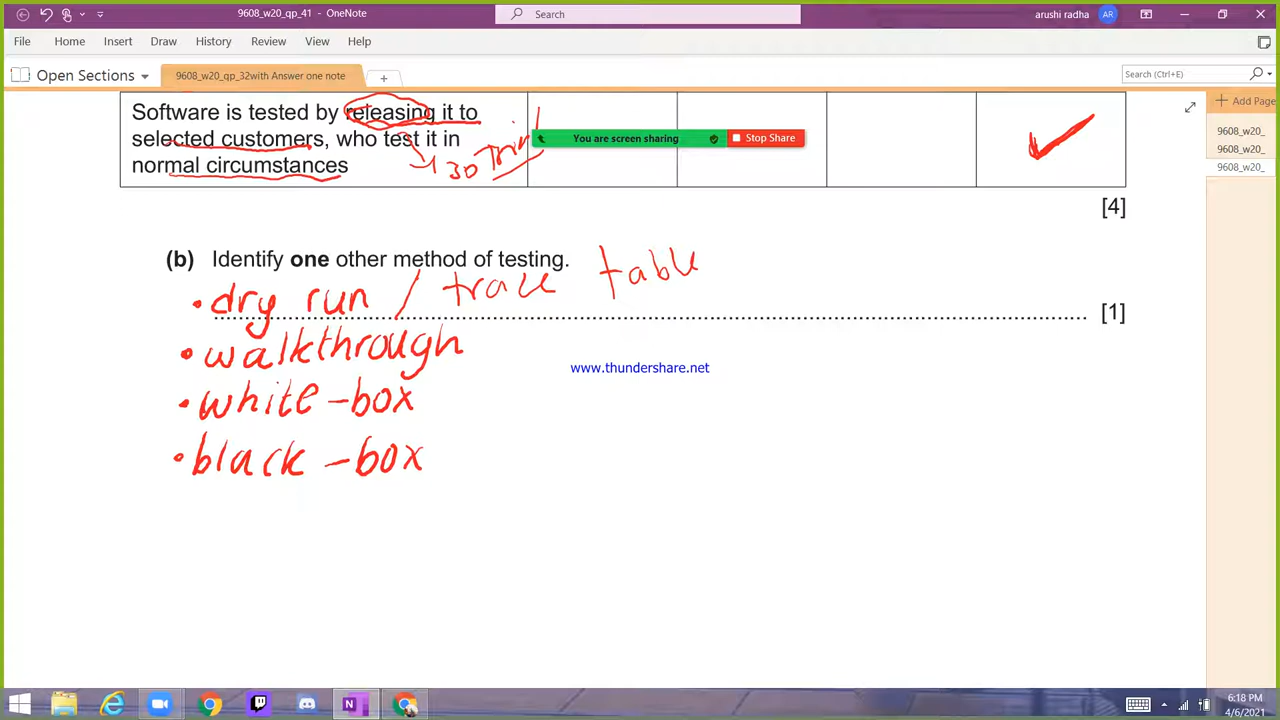 9608_w20_qp_41 - OneNote
Search
arushi radha AR
File Home Insert Draw History Review View Help
Open Sections
9608_w20_qp_32with Answer one note
+
Search (Ctrl+E)
Add Page
9608_w20_
9608_w20_
9608_w20_
Software is tested by releasing it to
selected customers, who test it in
normal circumstances
30
You are screen sharing Stop Share
[4]
(b) Identify one other method of testing.
• dry run / trace table
[1]
• walkthrough
• white-box
• black-box
www.thundershare.net
6:18 PM
4/6/2021